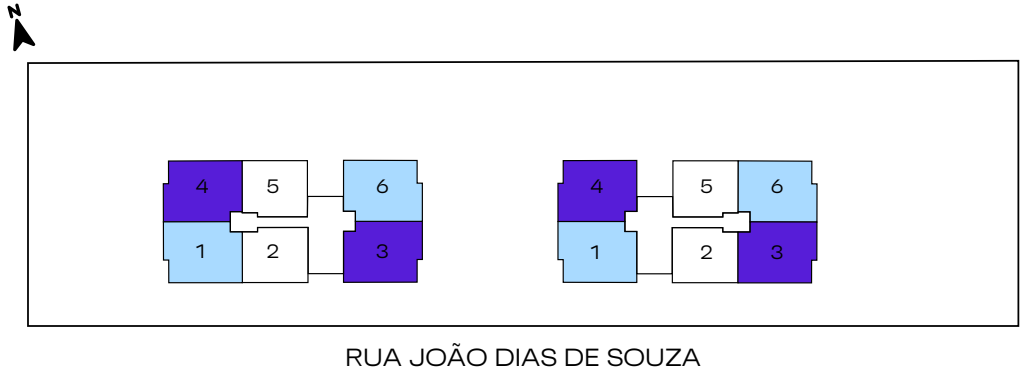 N
4 5 6 4 5 6
1 2 3 1 2 3
RUA JOÃO DIAS DE SOUZA